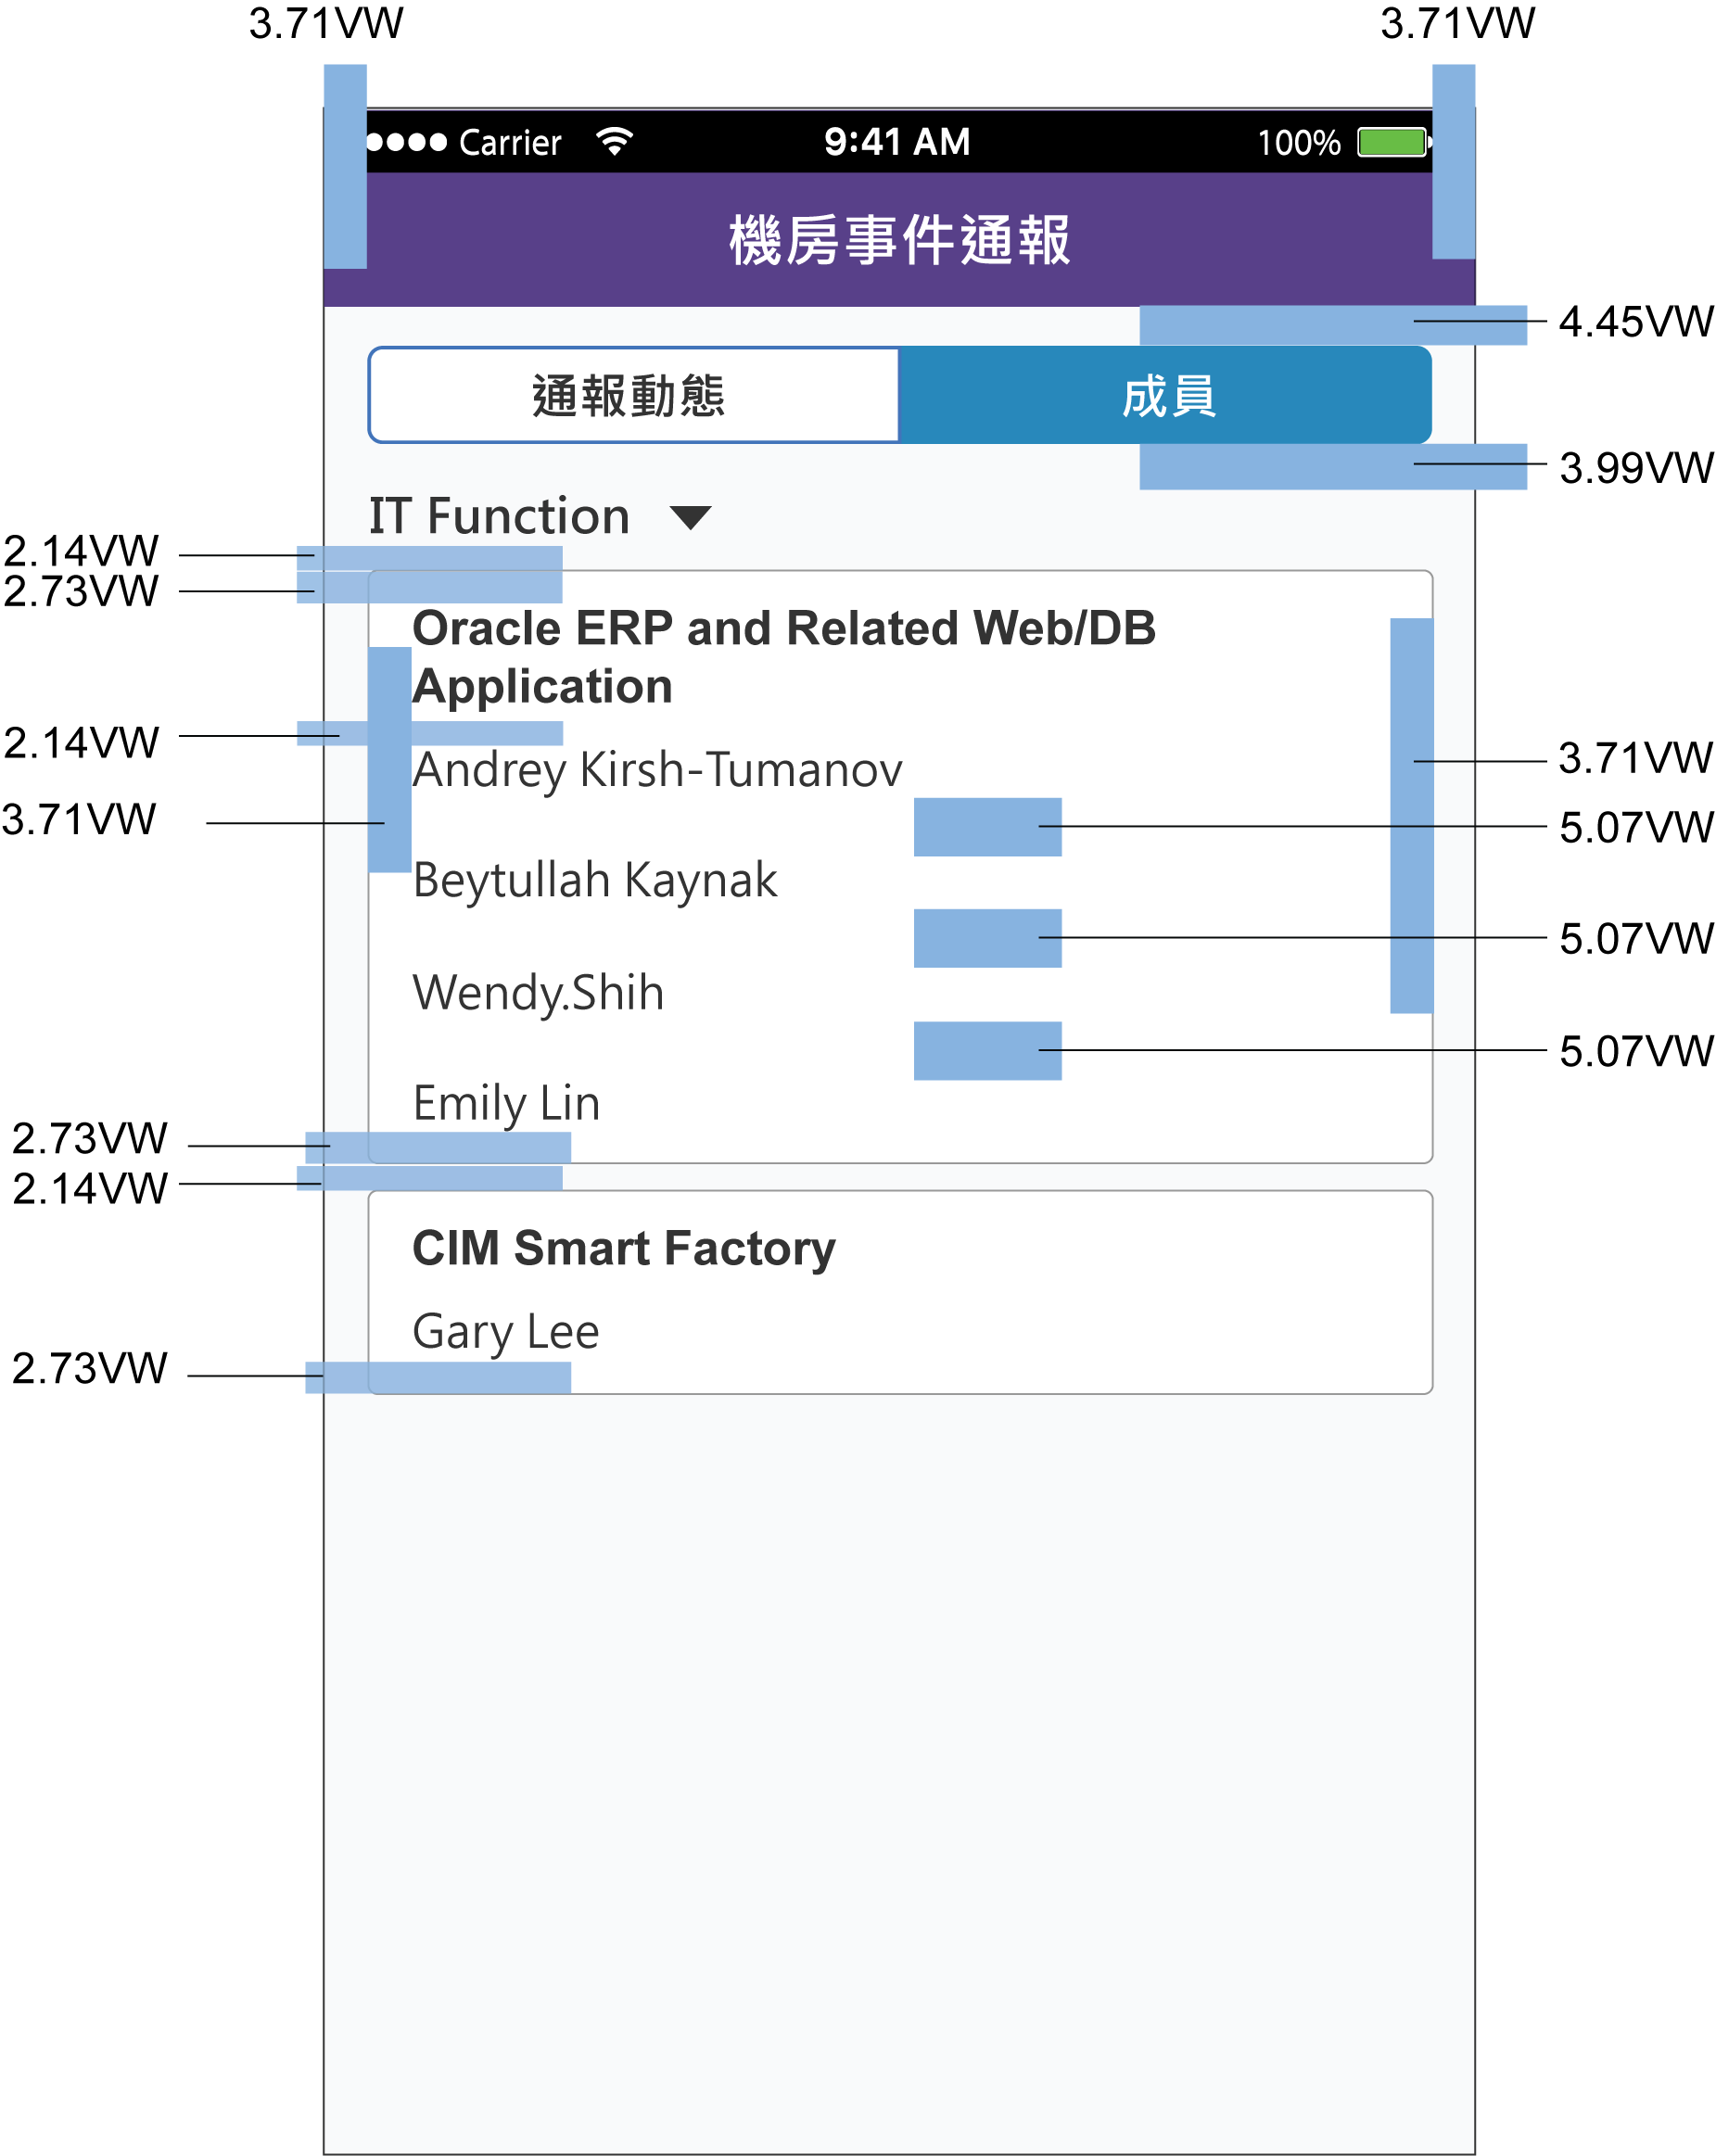 3.71VW 3.71VW
Carrier 9:41 AM 100%
機房事件通報
4.45VW
通報動態 成員
3.99VW
IT Function
2.14VW
2.73VW
Oracle ERP and Related Web/DB
Application
2.14VW
Andrey Kirsh-Tumanov
3.71VW
3.71VW
5.07VW
Beytullah Kaynak
5.07VW
Wendy.Shih
5.07VW
Emily Lin
2.73VW
2.14VW
CIM Smart Factory
Gary Lee
2.73VW